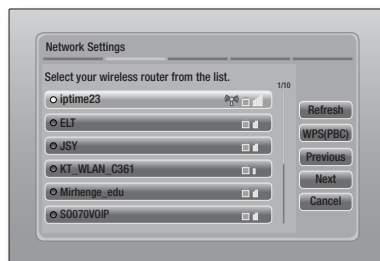 Network Settings
Select your wireless router from the list.
1/10
iptime23
ELT
JSY
KT_WLAN_C361
Mirhenge_edu
SO070VOIP
Refresh
WPS(PBC)
Previous
Next
Cancel